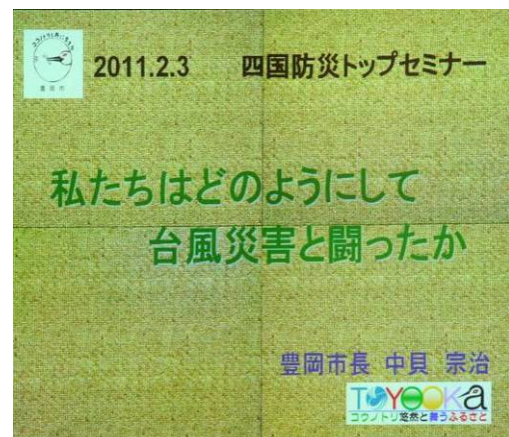 豊岡市
2011.2.3 四国防災トップセミナー
私たちはどのようにして
台風災害と闘ったか
豊岡市長 中貝 宗治
TOYOOKa
コウノトリ悠然と舞うふるさと